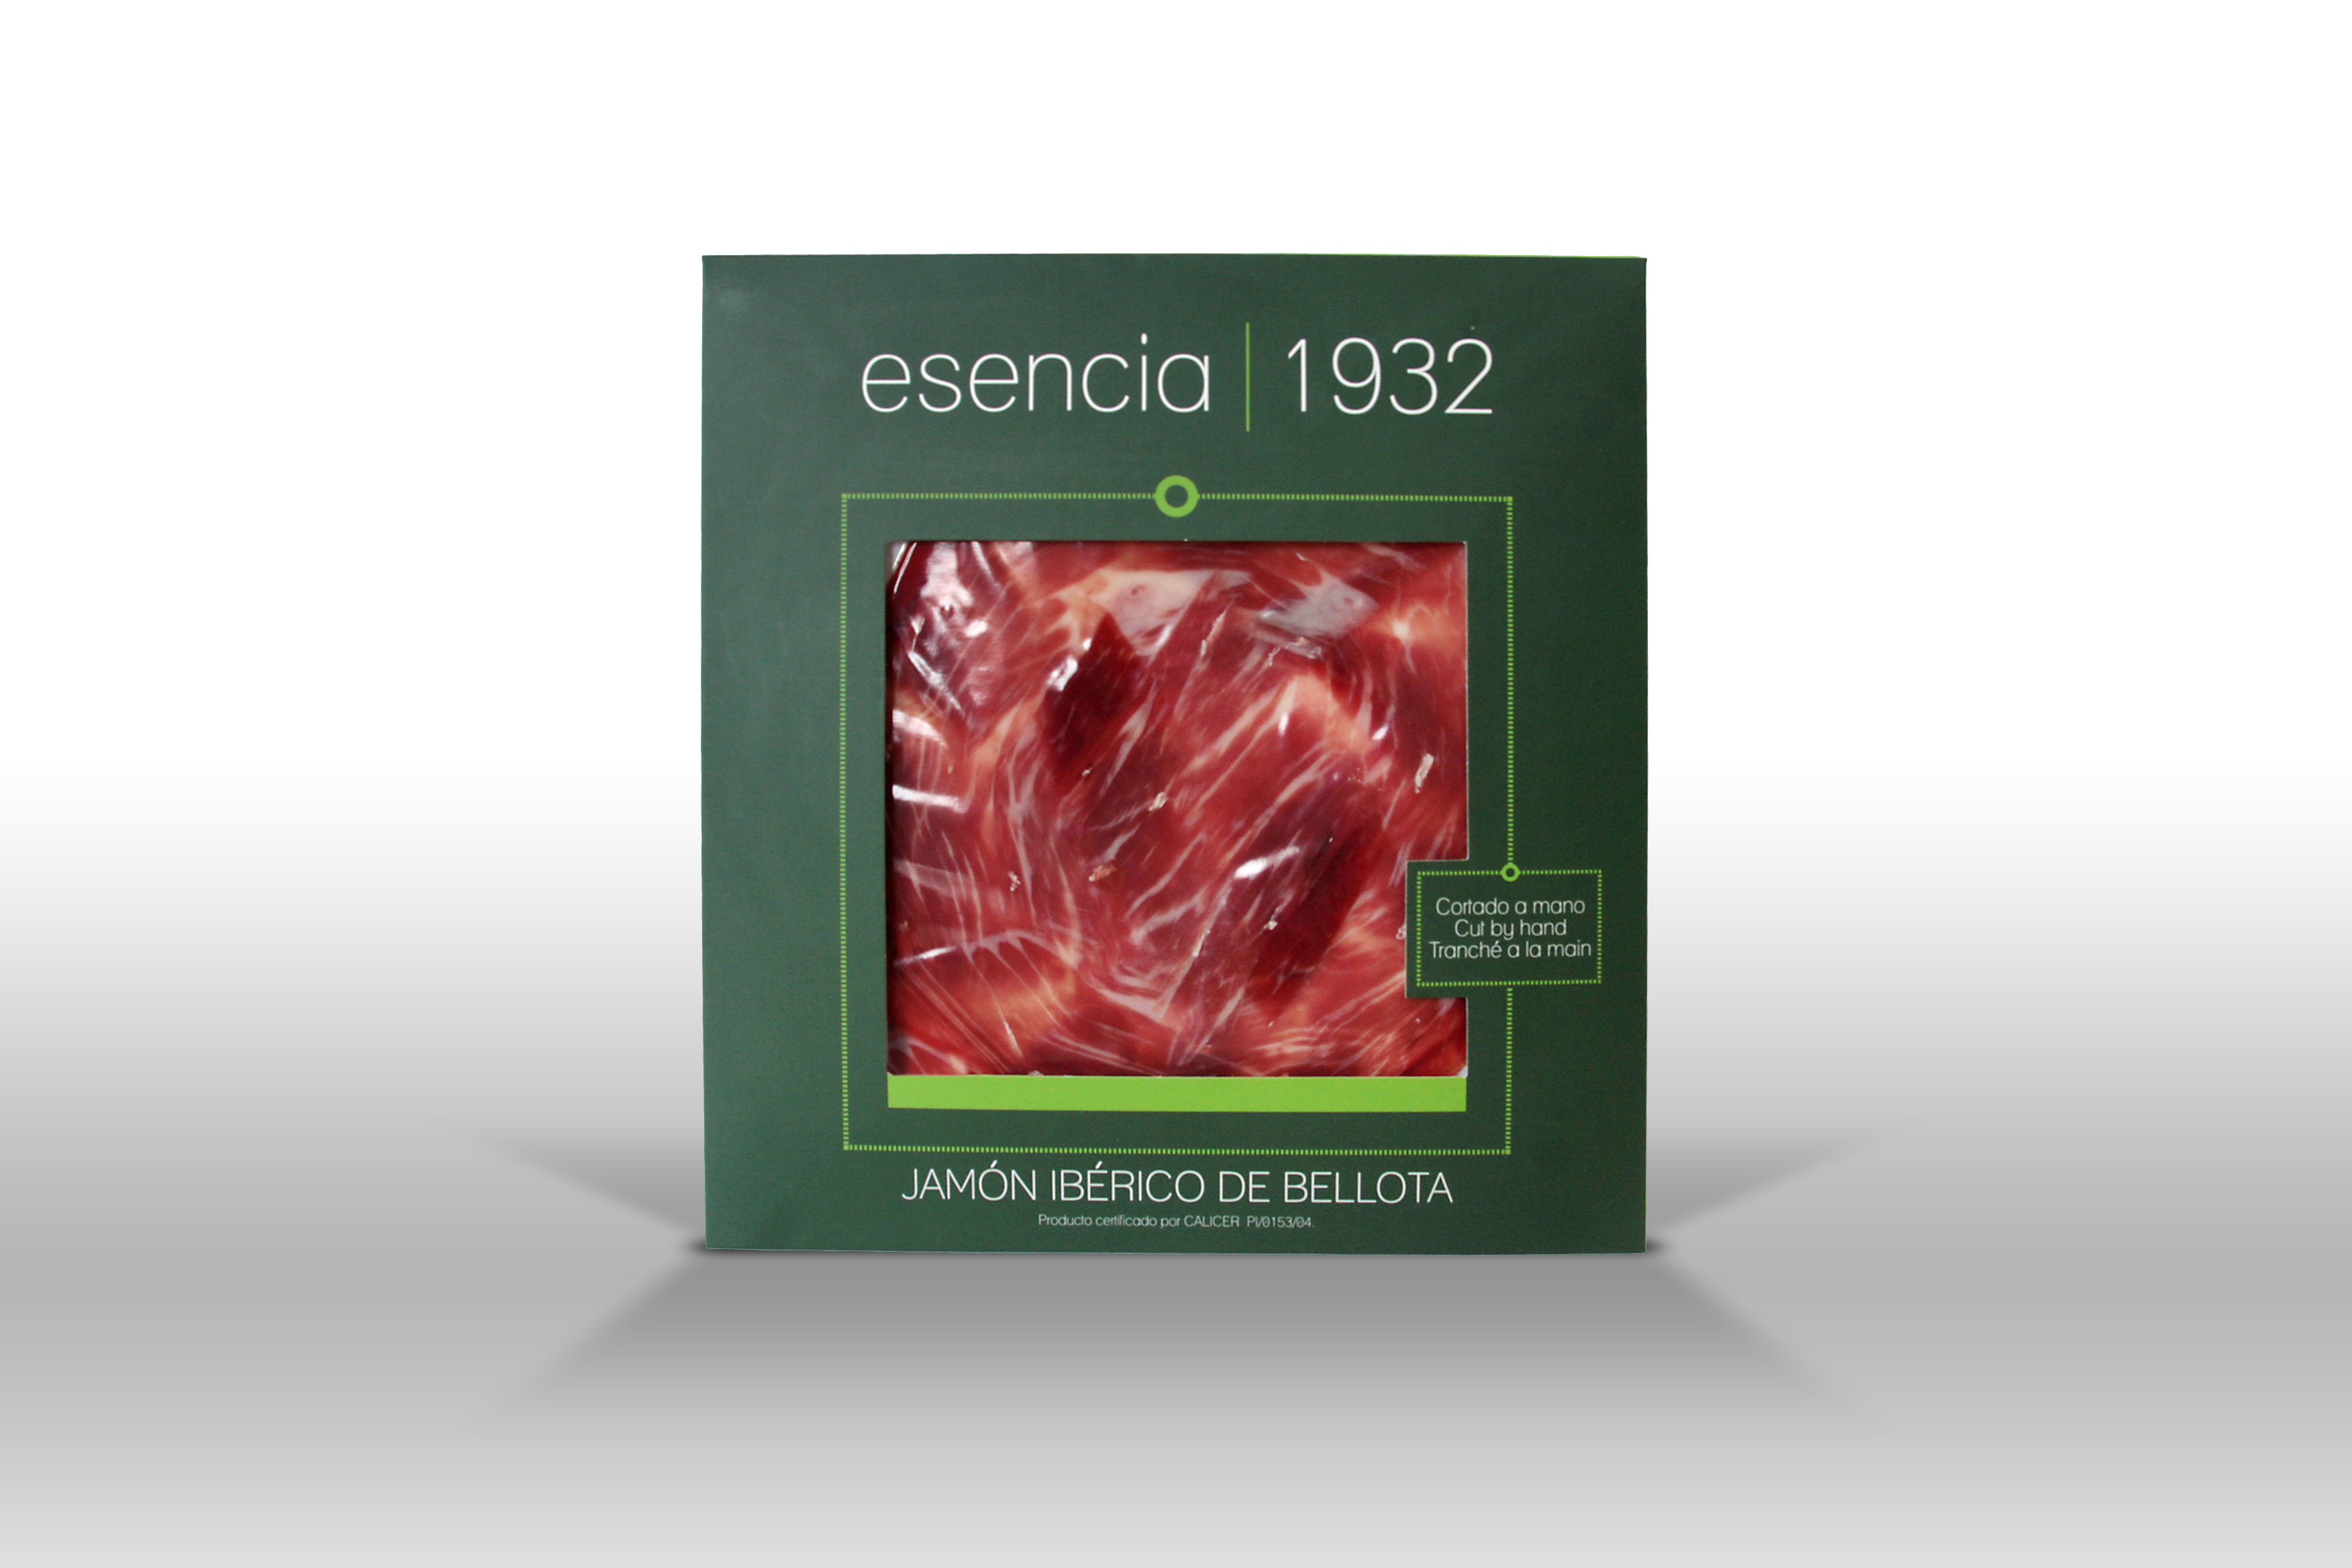 esencia | 1932
Cortado a mano
Cut by hand
Tranché a la main
JAMÓN IBÉRICO DE BELLOTA
Producto certificado por CALICER PI/0153/04.